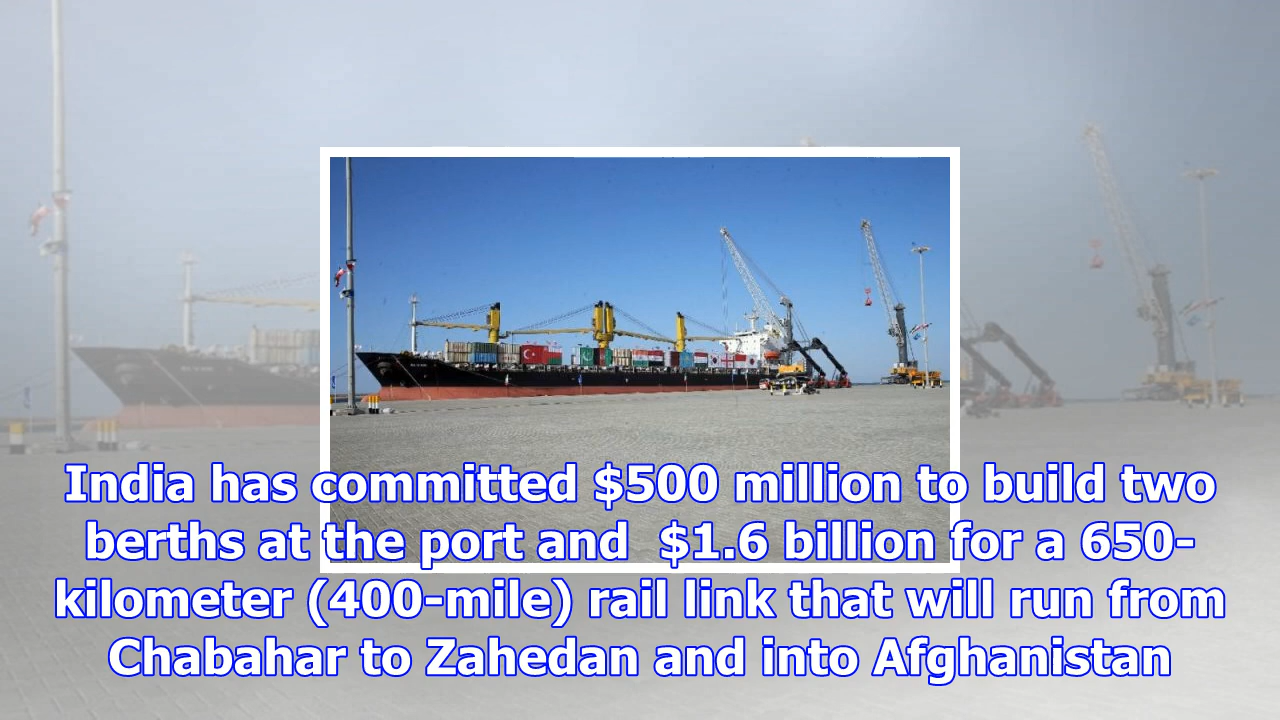 India has committed $500 million to build two
berths at the port and  $1.6 billion for a 650-
kilometer (400-mile) rail link that will run from
Chabahar to Zahedan and into Afghanistan